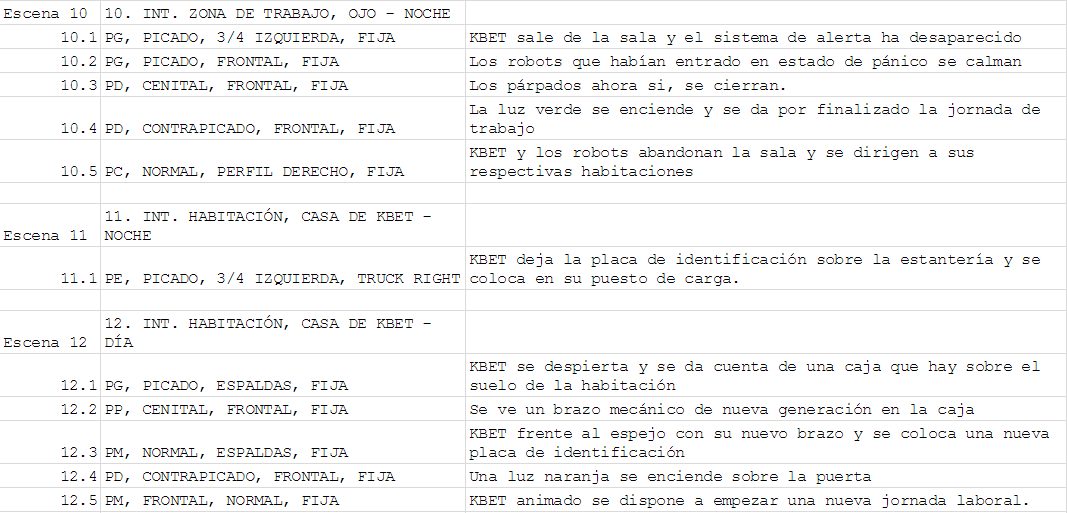 Escena 10 10. INT. ZONA DE TRABAJO, OJO - NOCHE
10.1 PG, PICADO, 3/4 IZQUIERDA, FIJA KBET sale de la sala y el sistema de alerta ha desaparecido
10.2 PG, PICADO, FRONTAL, FIJA Los robots que habían entrado en estado de pánico se calman
10.3 PD, CENITAL, FRONTAL, FIJA Los párpados ahora si, se cierran.
La luz verde se enciende y se da por finalizado la jornada de
10.4 PD, CONTRAPICADO, FRONTAL, FIJA trabajo
KBET y los robots abandonan la sala y se dirigen a sus
10.5 PC, NORMAL, PERFIL DERECHO, FIJA respectivas habitaciones
11. INT. HABITACIÓN, CASA DE KBET -
Escena 11 NOCHE
KBET deja la placa de identificación sobre la estantería y se
11.1 PE, PICADO, 3/4 IZQUIERDA, TRUCK RIGHT coloca en su puesto de carga.
12. INT. HABITACIÓN, CASA DE KBET -
Escena 12 DÍA
KBET se despierta y se da cuenta de una caja que hay sobre el
12.1 PG, PICADO, ESPALDAS, FIJA suelo de la habitación
12.2 PP, CENITAL, FRONTAL, FIJA Se ve un brazo mecánico de nueva generación en la caja
KBET frente al espejo con su nuevo brazo y se coloca una nueva
12.3 PM, NORMAL, ESPALDAS, FIJA placa de identificación
12.4 PD, CONTRAPICADO, FRONTAL, FIJA Una luz naranja se enciende sobre la puerta
12.5 PM, FRONTAL, NORMAL, FIJA KBET animado se dispone a empezar una nueva jornada laboral.